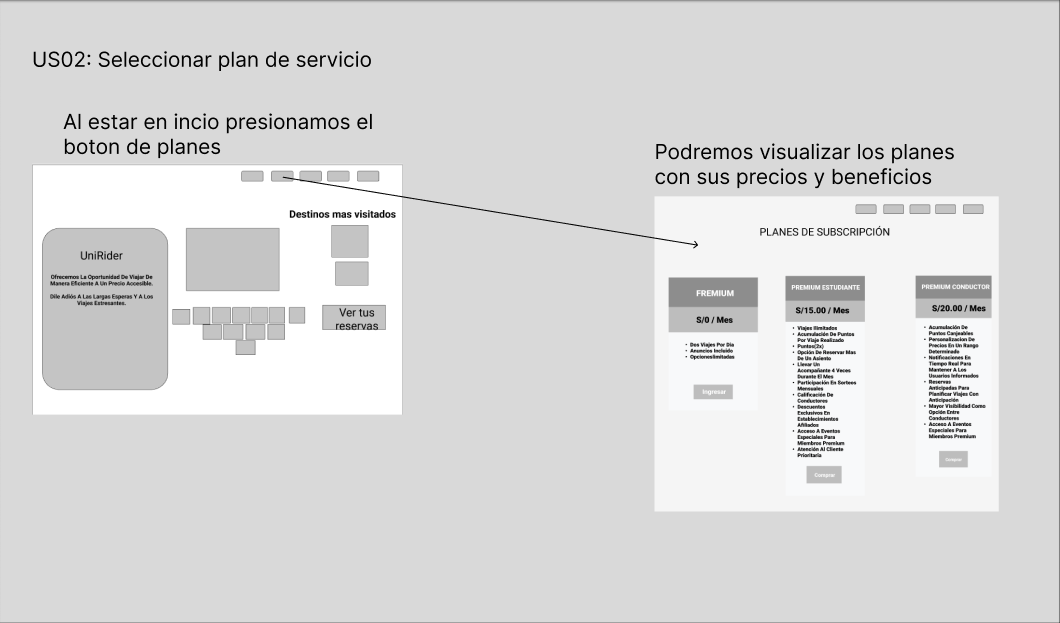 US02: Seleccionar plan de servicio
Al estar en incio presionamos el
boton de planes
Destinos mas visitados
UniRider
Ofrecemos La Oportunidad De Viajar De
Manera Eficiente A Un Precio Accesible.
Dile Adiós A Las Largas Esperas Y A Los
Viajes Estresantes.
Ver tus
reservas
Podremos visualizar los planes
con sus precios y beneficios
PLANES DE SUBSCRIPCIÓN
FREMIUM
S/0 / Mes
• Dos Viajes Por Dia
• Anuncios Incluido
• Opcionesilimitadas
Ingresar
PREMIUM ESTUDIANTE
S/15.00 / Mes
• Viajes Ilimitados
• Acumulación De Puntos
Por Viaje Realizado
• Puntos(2x)
• Opción De Reservar Mas
De Un Asiento
• Llevar Un
Acompañante 4 Veces
Durante El Mes
• Participación En Sorteos
Mensuales
• Calificación De
Conductores
• Descuentos
Exclusivos En
Establecimientos
Afiliados
• Acceso A Eventos
Especiales Para
Miembros Premium
• Atención Al Cliente
Prioritaria
Comprar
PREMIUM CONDUCTOR
S/20.00 / Mes
• Acumulación De
Puntos Canjeables
• Personalizacion De
Precios En Un Rango
Determinado
• Notificaciones En
Tiempo Real Para
Mantener A Los
Usuarios Informados
• Reservas
Anticipadas Para
Planificar Viajes Con
Anticipación
• Mayor Visibilidad Como
Opción Entre
Conductores
• Acceso A Eventos
Especiales Para
Miembros Premium
Comprar